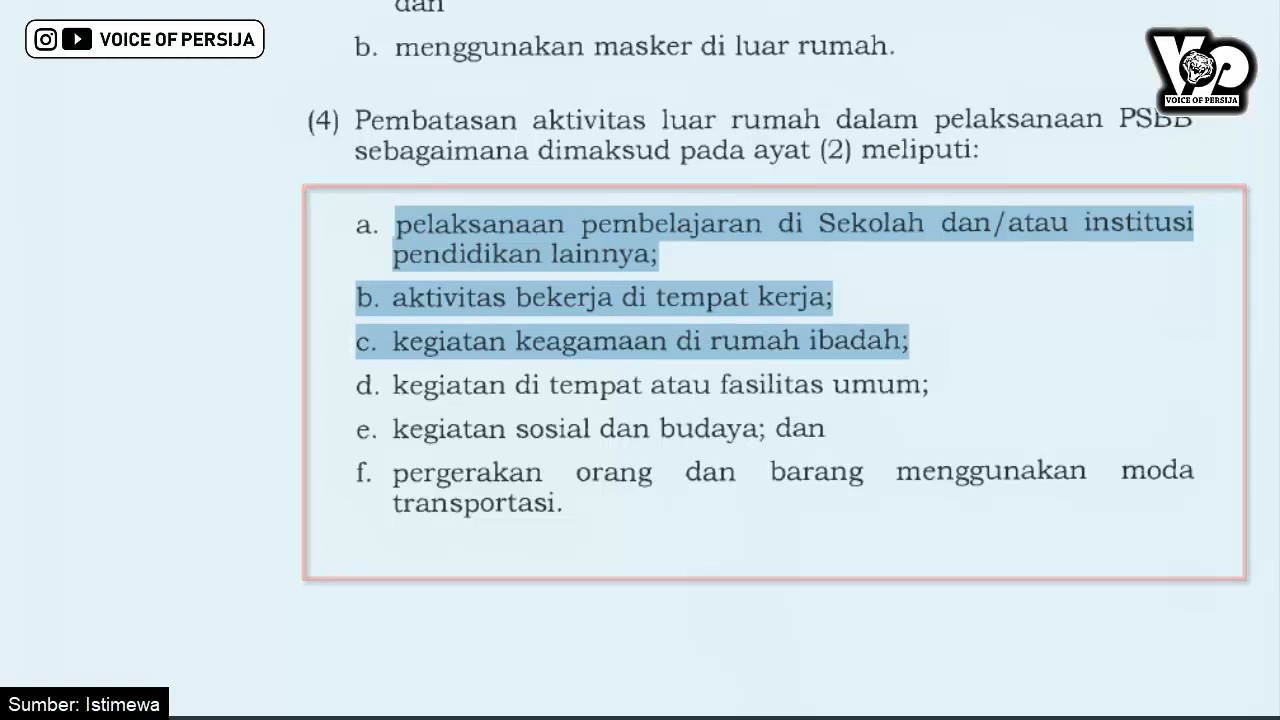 dan
VOICE OF PERSIJA
b. menggunakan masker di luar rumah.
VP
VOICE OF PERSIJA
(4) Pembatasan aktivitas luar rumah dalam pelaksanaan PSBB
sebagaimana dimaksud pada ayat (2) meliputi:
a. pelaksanaan pembelajaran di Sekolah dan/atau institusi
pendidikan lainnya;
b. aktivitas bekerja di tempat kerja;
c. kegiatan keagamaan di rumah ibadah;
d. kegiatan di tempat atau fasilitas umum;
e. kegiatan sosial dan budaya; dan
f. pergerakan orang dan barang menggunakan moda
transportasi.
Sumber: Istimewa